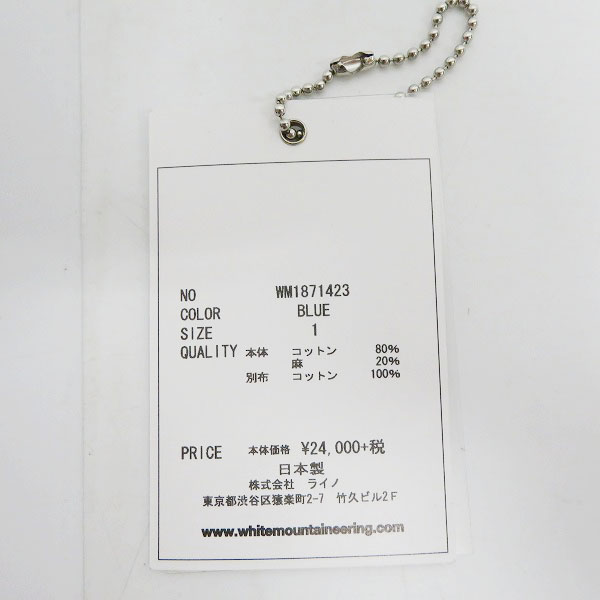 NO WM1871423
COLOR BLUE
SIZE 1
QUALITY 本体 コットン 80%
麻 20%
別布 コットン 100%
PRICE 本体価格 ¥24,000+税
日本製
株式会社 ライノ
東京都渋谷区猿楽町2-7 竹久ビル2F
www.whitemountaineering.com